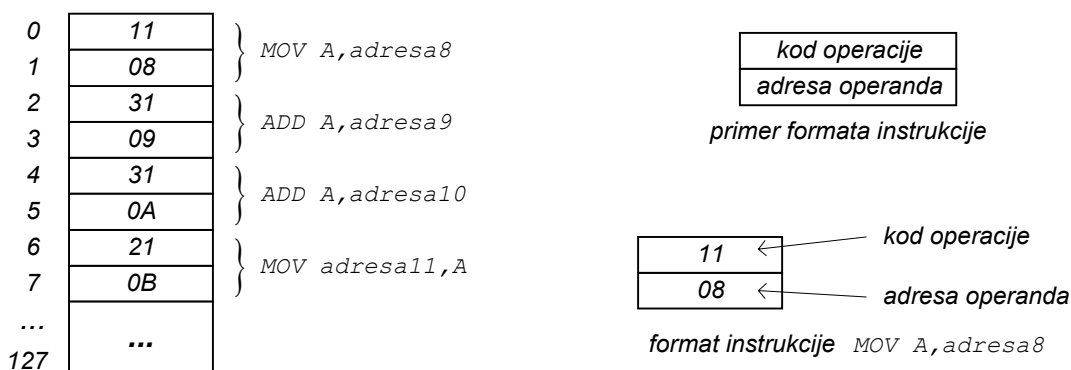 0 11
1 08
MOV A,adresa8
2 31
3 09
ADD A,adresa9
4 31
5 0A
ADD A,adresa10
6 21
7 0B
MOV adresa11,A
...
127
...
kod operacije
adresa operanda
primer formata instrukcije
11
08
kod operacije
adresa operanda
format instrukcije MOV A,adresa8